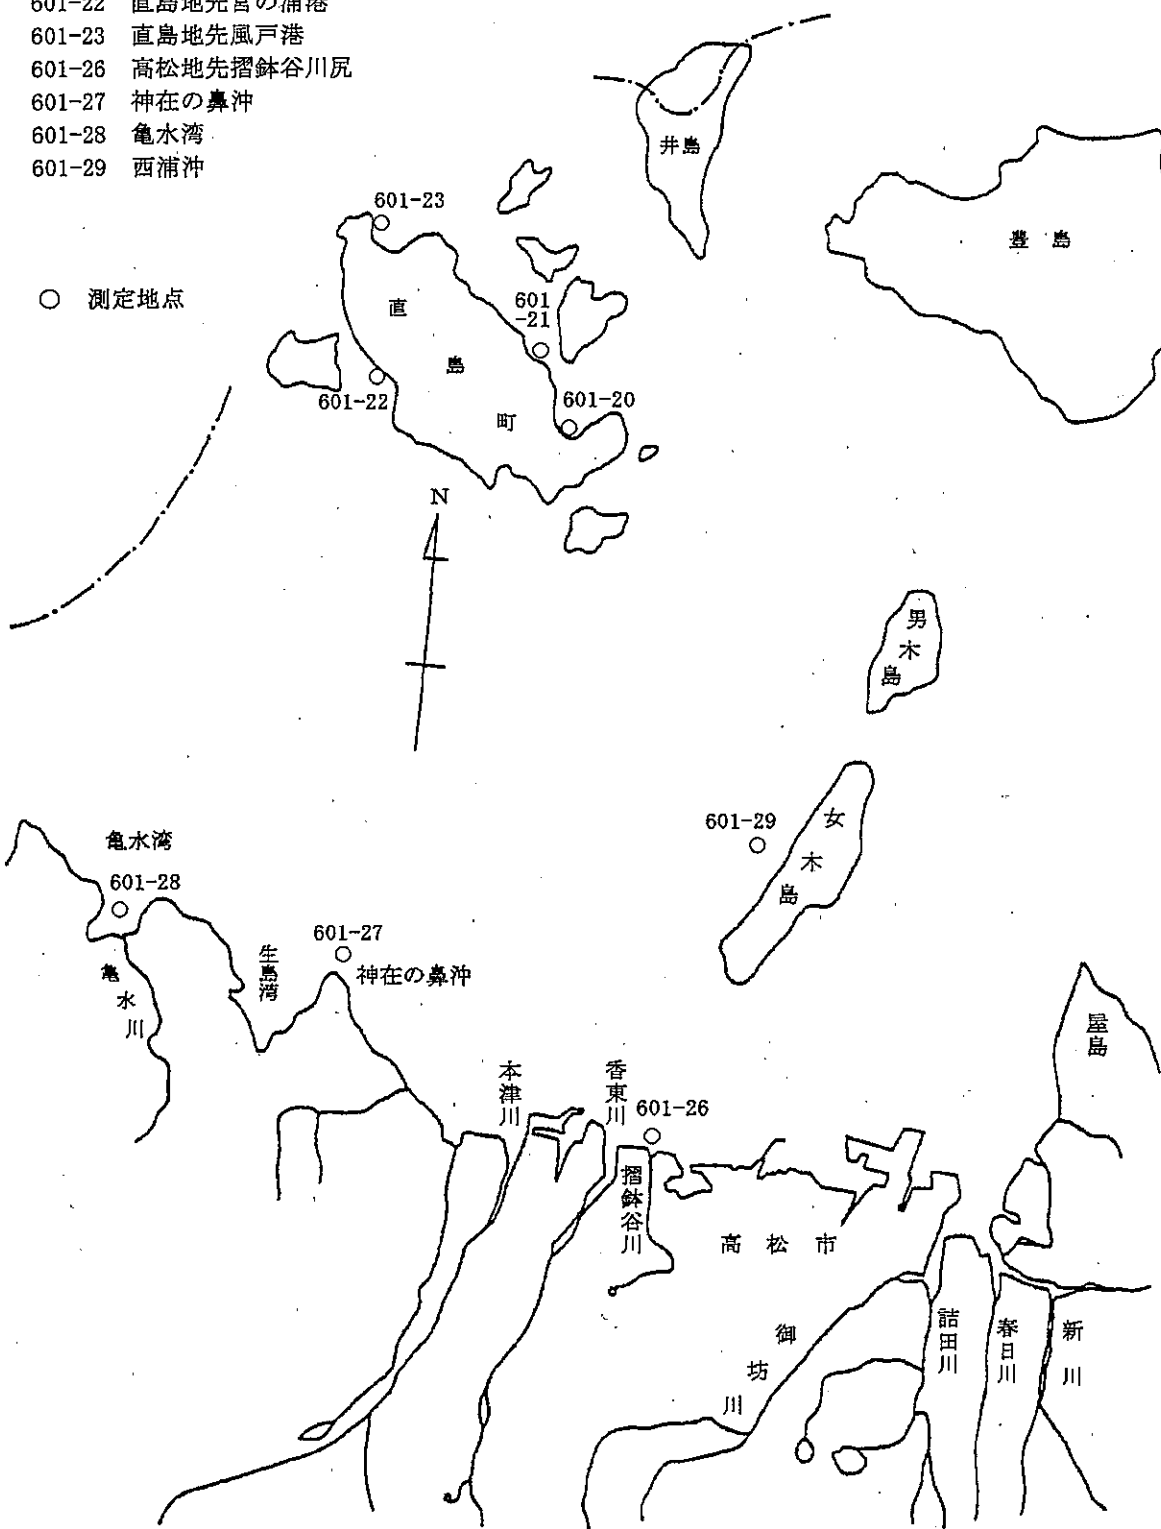 601-22 直島地先宮の浦港
601-23 直島地先風戸港
601-26 高松地先摺鉢谷川尻
601-27 神在の鼻沖
601-28 亀水湾
601-29 西浦沖
○ 測定地点
井島
豊島
601-23
直島町
601
-21
601-22
601-20
N
男木島
女木島
601-29
亀水湾
601-28
亀水川
生島湾
601-27
神在の鼻沖
屋島
本津川
香東川
601-26
摺鉢谷川
高松市
御坊川
詰田川
春日川
新川